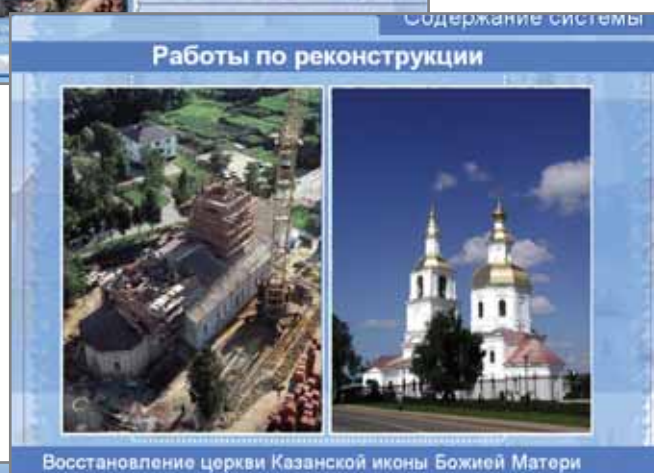 Содержание системы
Работы по реконструкции
Восстановление церкви Казанской иконы Божией Матери